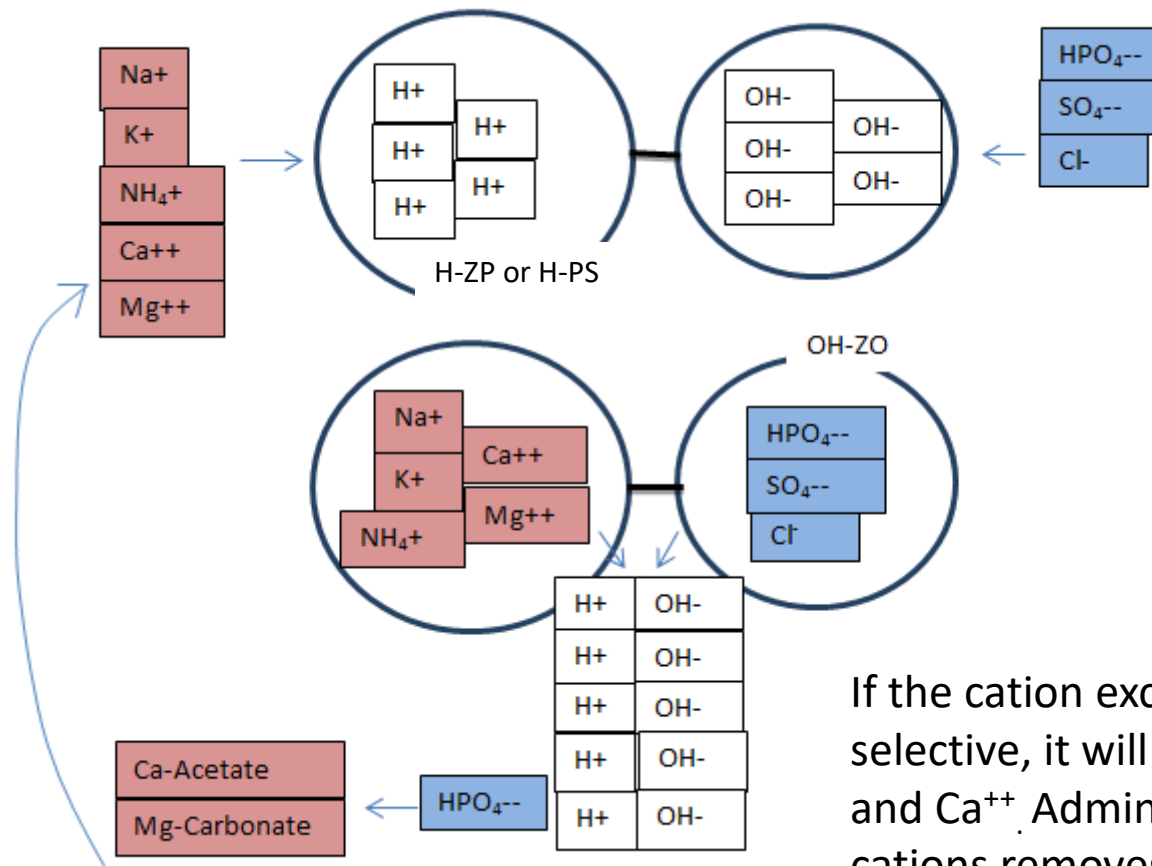 Na+
K+
NH₄+
Ca++
Mg++
H+
H+
H+
H+
H+
H-ZP or H-PS
OH-
OH-
OH-
OH-
OH-
HPO₄--
SO₄--
Cl-
OH-ZO
Na+
K+
NH₄+
Ca++
Mg++
HPO₄--
SO₄--
Cl-
H+ OH-
H+ OH-
H+ OH-
H+ OH-
H+ OH-
Ca-Acetate
Mg-Carbonate
HPO₄--
If the cation exc
selective, it will
and Ca⁺⁺. Admin
cations removes